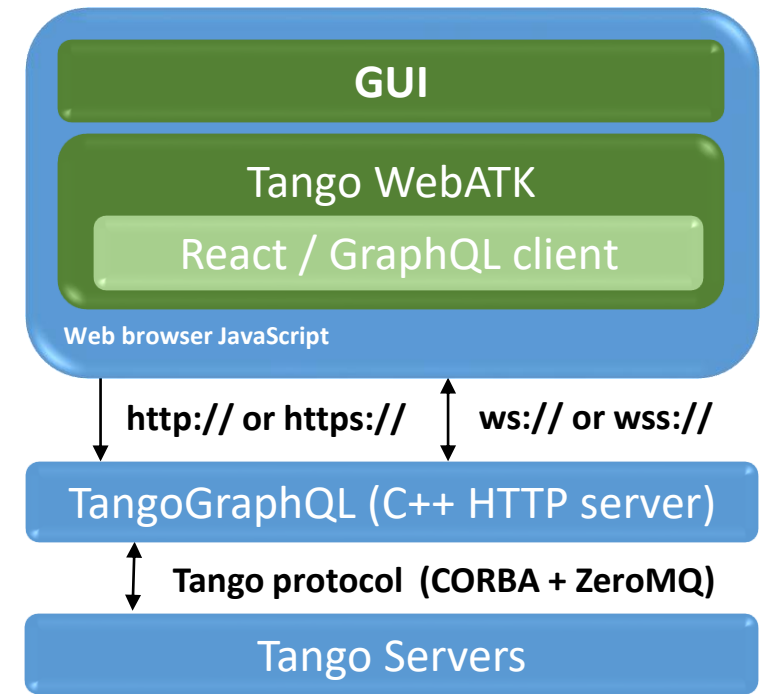 GUI
Tango WebATK
React / GraphQL client
Web browser JavaScript
http:// or https://
ws:// or wss://
TangoGraphQL (C++ HTTP server)
Tango protocol (CORBA + ZeroMQ)
Tango Servers